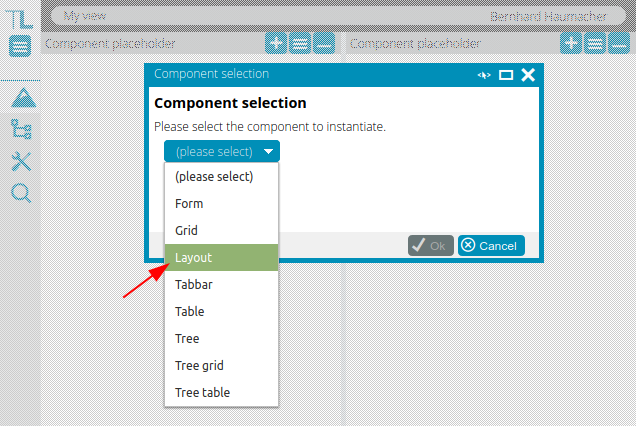 TL
My view
Bernhard Haumacher
Component placeholder
Component placeholder
Component selection
Component selection
Please select the component to instantiate.
(please select)
(please select)
Form
Grid
Layout
Tabbar
Table
Tree
Tree grid
Tree table
Ok
Cancel